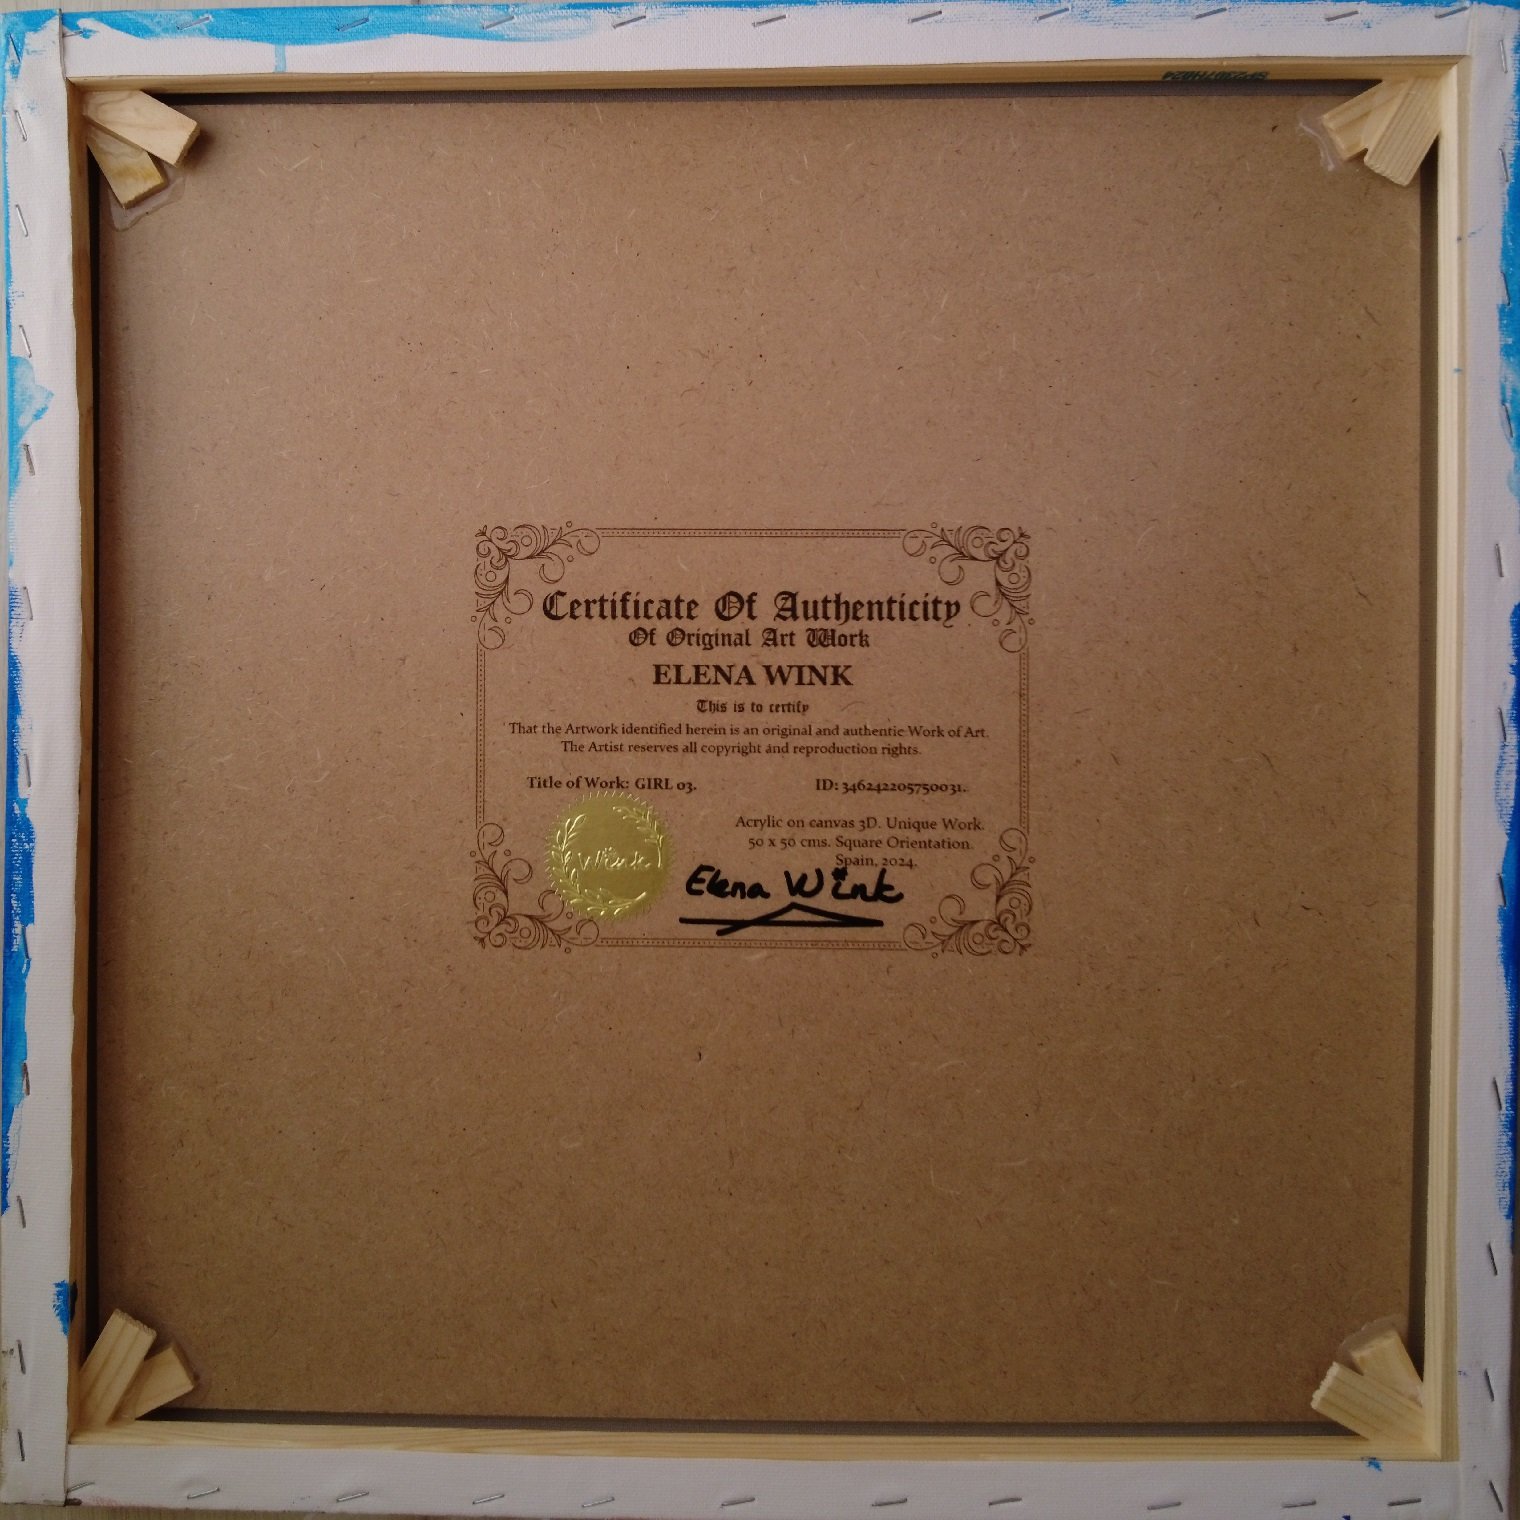 SP2307H024
Certificate Of Authenticity
Of Original Art Work
ELENA WINK
This is to certify
That the Artwork identified herein is an original and authentic Work of Art.
The Artist reserves all copyright and reproduction rights.
Title of Work: GIRL 03. ID: 346242205750031.
Acrylic on canvas 3D. Unique Work.
50 x 50 cms. Square Orientation.
Spain, 2024.
Wink
Elena Wink